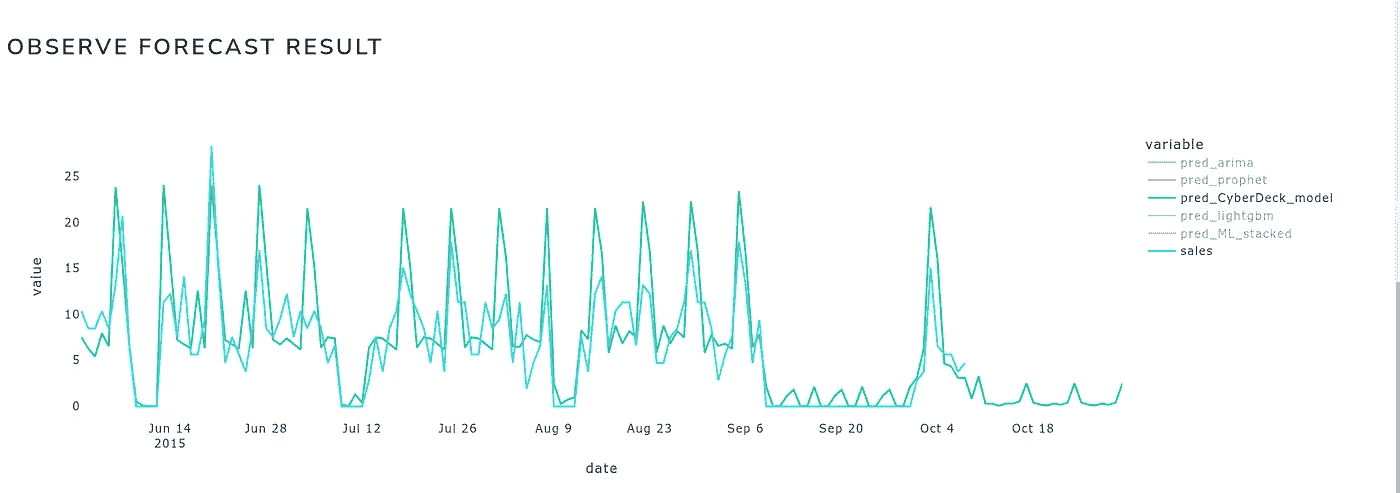 OBSERVE FORECAST RESULT
variable
pred_arima
pred_prophet
pred_CyberDeck_model
pred_lightgbm
pred_ML_stacked
sales
value
25
20
15
10
5
0
Jun 14 Jun 28 Jul 12 Jul 26 Aug 9 Aug 23 Sep 6 Sep 20 Oct 4 Oct 18
2015
date